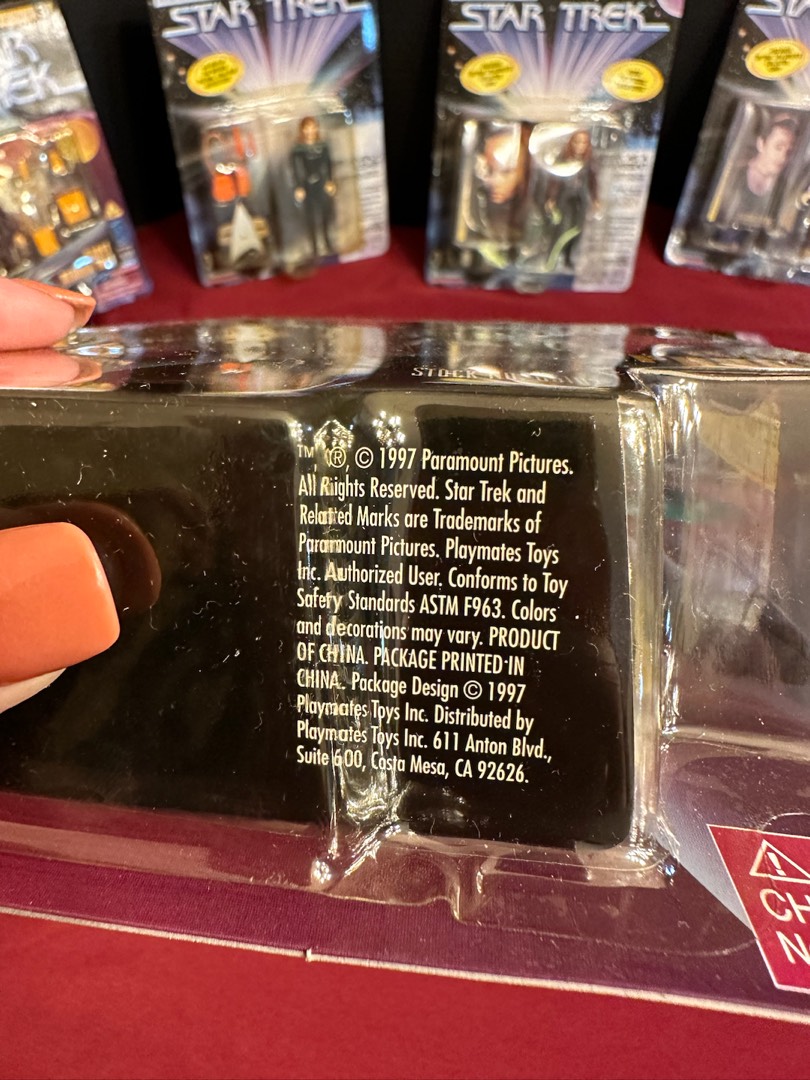 STAR TREK
STAR TREK
STOCK
™, ®, © 1997 Paramount Pictures.
All Rights Reserved. Star Trek and
Related Marks are Trademarks of
Paramount Pictures. Playmates Toys
Inc. Authorized User. Conforms to Toy
Safety Standards ASTM F963. Colors
and decorations may vary. PRODUCT
OF CHINA. PACKAGE PRINTED IN
CHINA. Package Design © 1997
Playmates Toys Inc. Distributed by
Playmates Toys Inc. 611 Anton Blvd.,
Suite 600, Costa Mesa, CA 92626.